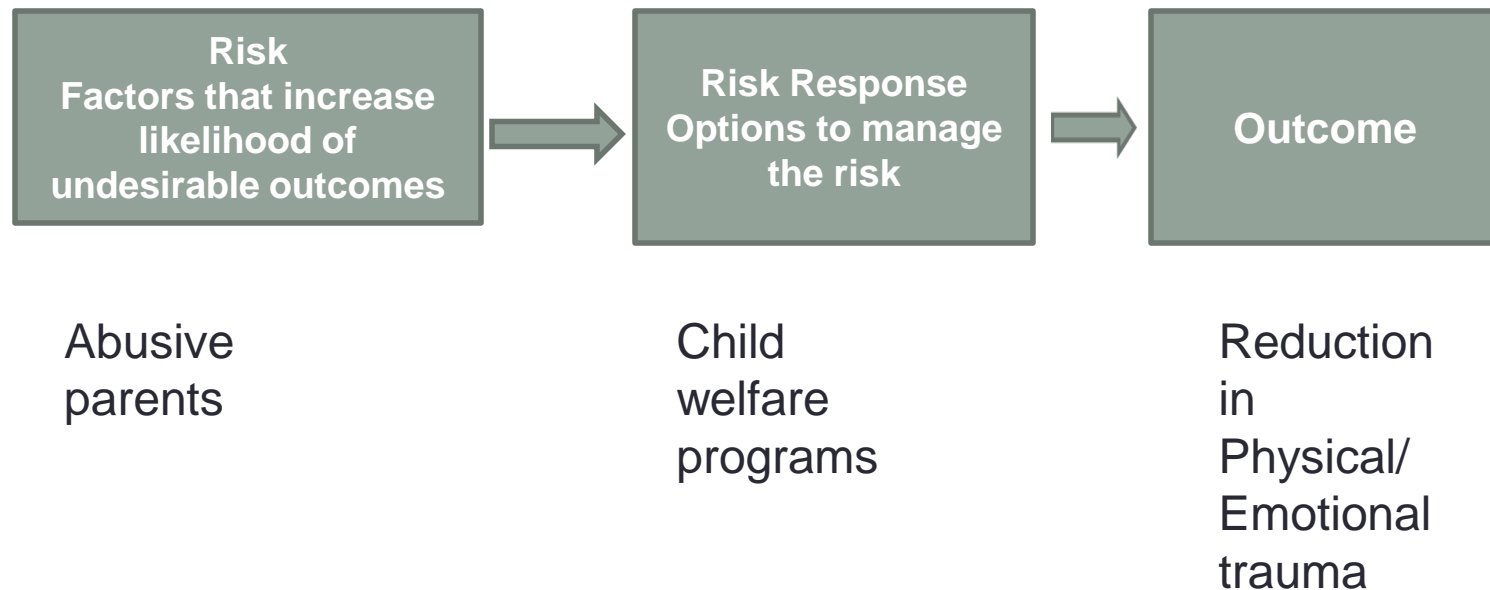 Risk
Factors that increase
likelihood of
undesirable outcomes
Risk Response
Options to manage
the risk
Outcome
Abusive
parents
Child
welfare
programs
Reduction
in
Physical/
Emotional
trauma